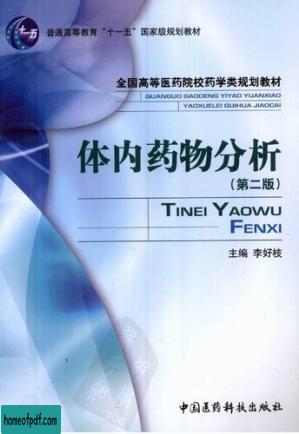 十一五
普通高等教育“十一五”国家级规划教材
全国高等医药院校药学类规划教材
QUANGUO GAODENG YIYAO YUANXIAO
YAOXUELEI GUIHUA JIAOCAI
体内药物分析
(第二版)
TINEI YAOWU
FENXI
主编 李好枝
中国医药科技出版社
homeofpdf.com